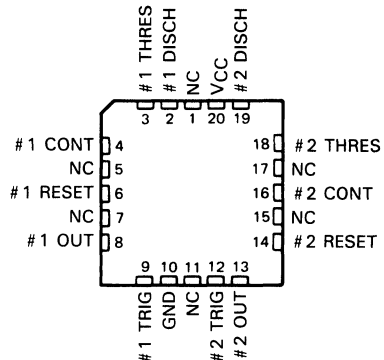 #1 THRES
#1 DISCH
NC
VCC
#2 DISCH
3 2 1 20 19
#1 CONT 4
NC 5
#1 RESET 6
NC 7
#1 OUT 8
18 #2 THRES
17 NC
16 #2 CONT
15 NC
14 #2 RESET
9 10 11 12 13
#1 TRIG
GND
NC
#2 TRIG
#2 OUT